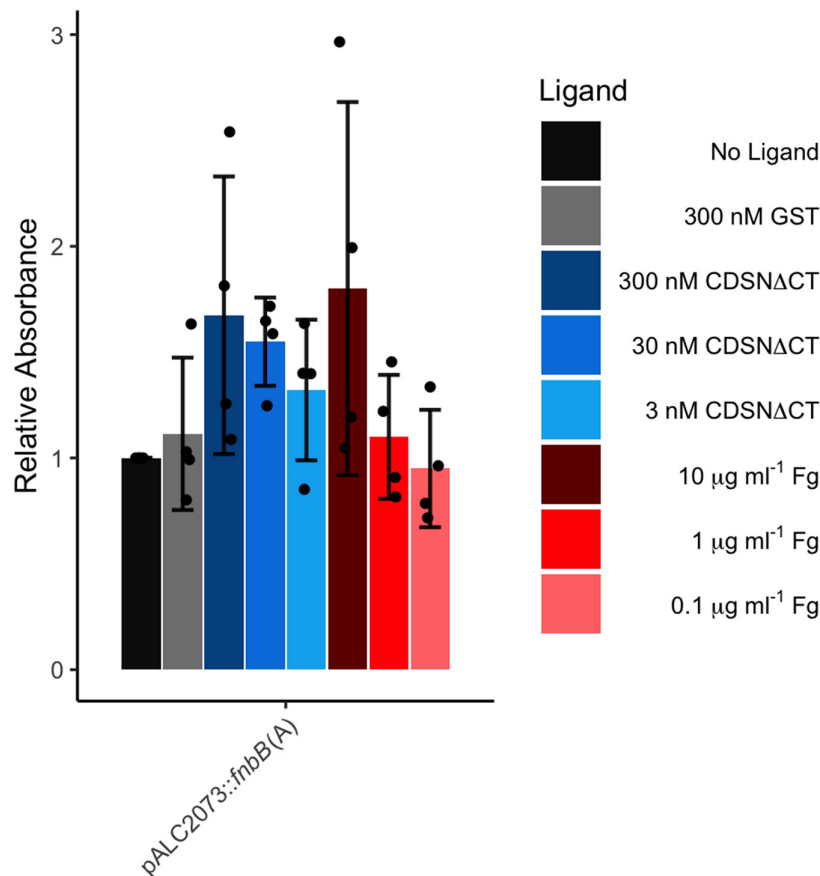 3
2
1
0
Relative Absorbance
pALC2073::fnbB(A)
Ligand
No Ligand
300 nM GST
300 nM CDSNΔCT
30 nM CDSNΔCT
3 nM CDSNΔCT
10 μg ml⁻¹ Fg
1 μg ml⁻¹ Fg
0.1 μg ml⁻¹ Fg